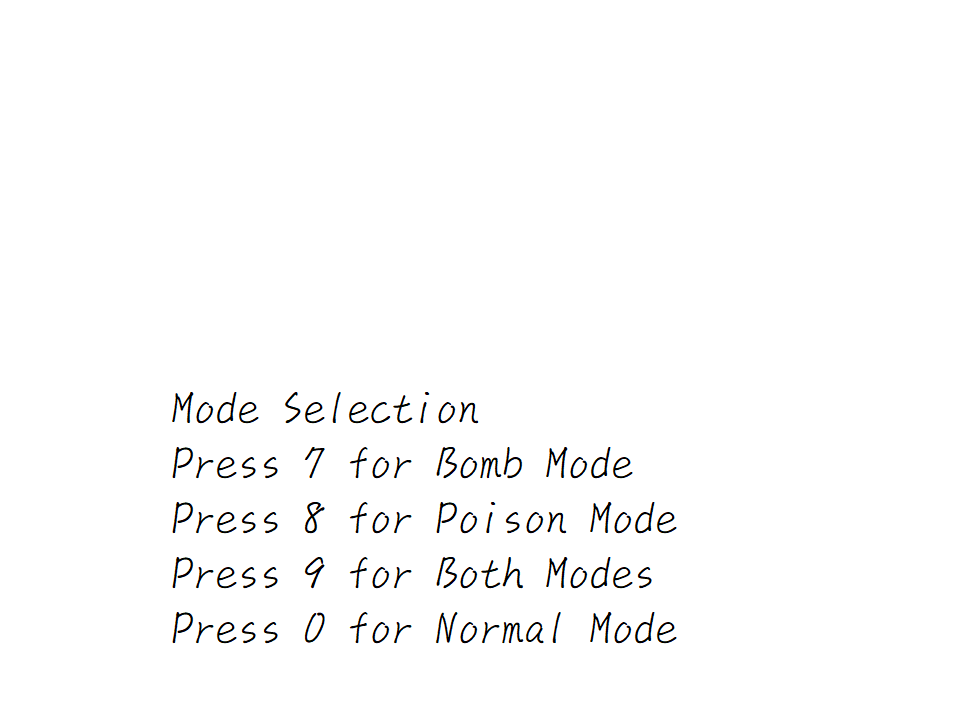 Mode Selection
Press 7 for Bomb Mode
Press 8 for Poison Mode
Press 9 for Both Modes
Press 0 for Normal Mode